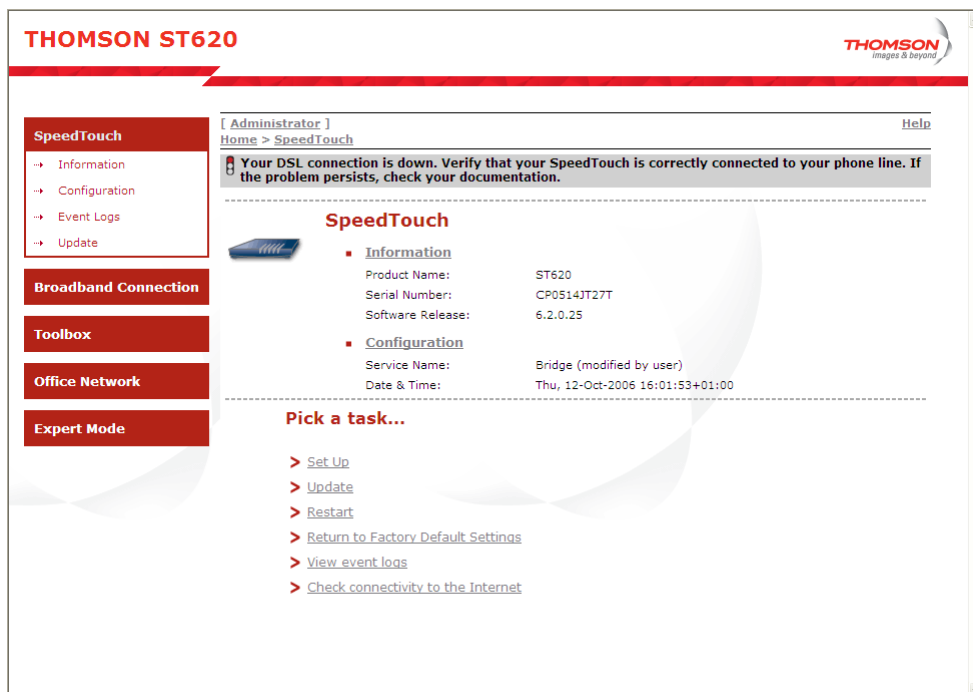 THOMSON ST620
THOMSON
images & beyond
SpeedTouch
Information
Configuration
Event Logs
Update
Broadband Connection
Toolbox
Office Network
Expert Mode
[ Administrator ]
Help
Home > SpeedTouch
Your DSL connection is down. Verify that your SpeedTouch is correctly connected to your phone line. If
the problem persists, check your documentation.
SpeedTouch
Information
Product Name: ST620
Serial Number: CP0514JT27T
Software Release: 6.2.0.25
Configuration
Service Name: Bridge (modified by user)
Date & Time: Thu, 12-Oct-2006 16:01:53+01:00
Pick a task...
> Set Up
> Update
> Restart
> Return to Factory Default Settings
> View event logs
> Check connectivity to the Internet